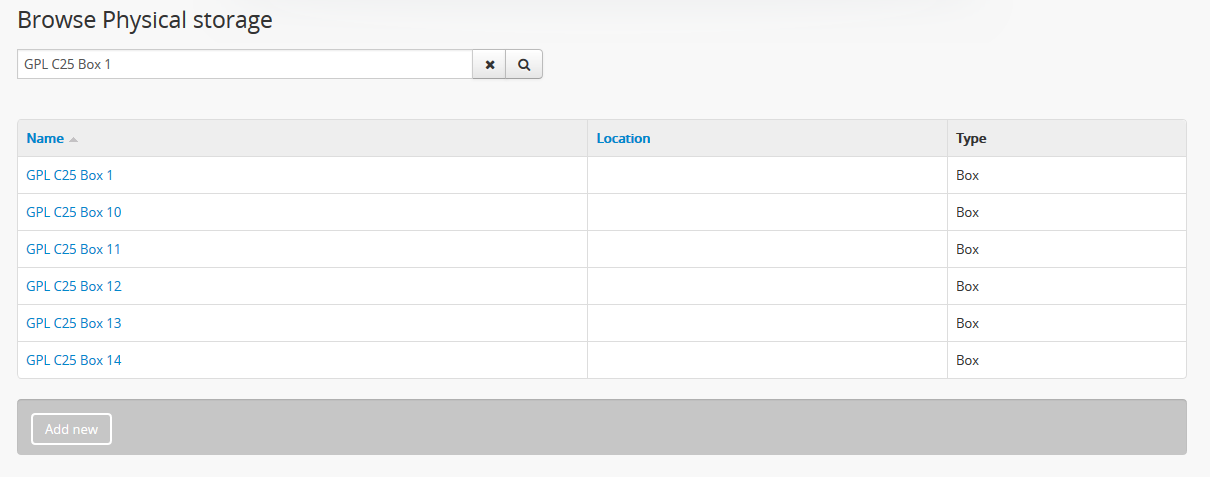 Browse Physical storage
GPL C25 Box 1
Name Location Type
GPL C25 Box 1 Box
GPL C25 Box 10 Box
GPL C25 Box 11 Box
GPL C25 Box 12 Box
GPL C25 Box 13 Box
GPL C25 Box 14 Box
Add new